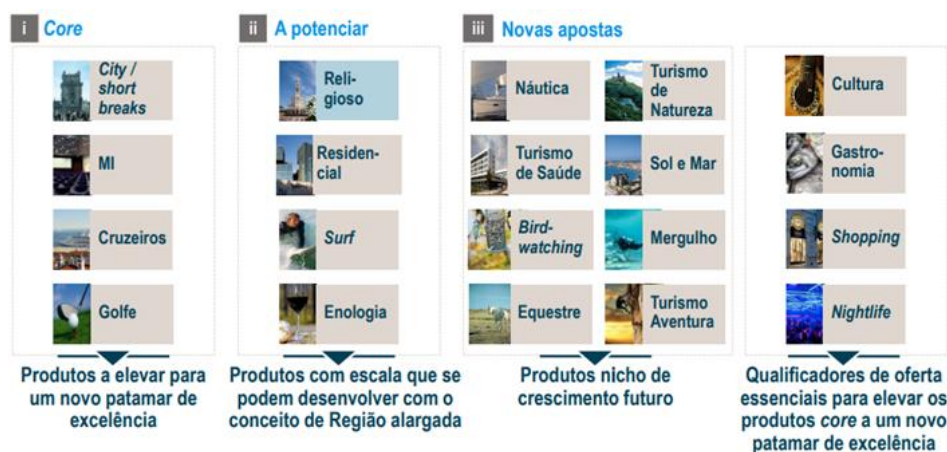 i Core
City /
short
breaks
MI
Cruzeiros
Golfe
Produtos a elevar para
um novo patamar de
excelência
ii A potenciar
Reli-
gioso
Residen-
cial
Surf
Enologia
Produtos com escala que se
podem desenvolver com o
conceito de Região alargada
iii Novas apostas
Náutica
Turismo
de
Natureza
Turismo
de Saúde
Sol e Mar
Bird-
watching
Mergulho
Equestre
Turismo
Aventura
Produtos nicho de
crescimento futuro
Cultura
Gastro-
nomia
Shopping
Nightlife
Qualificadores de oferta
essenciais para elevar os
produtos core a um novo
patamar de excelência